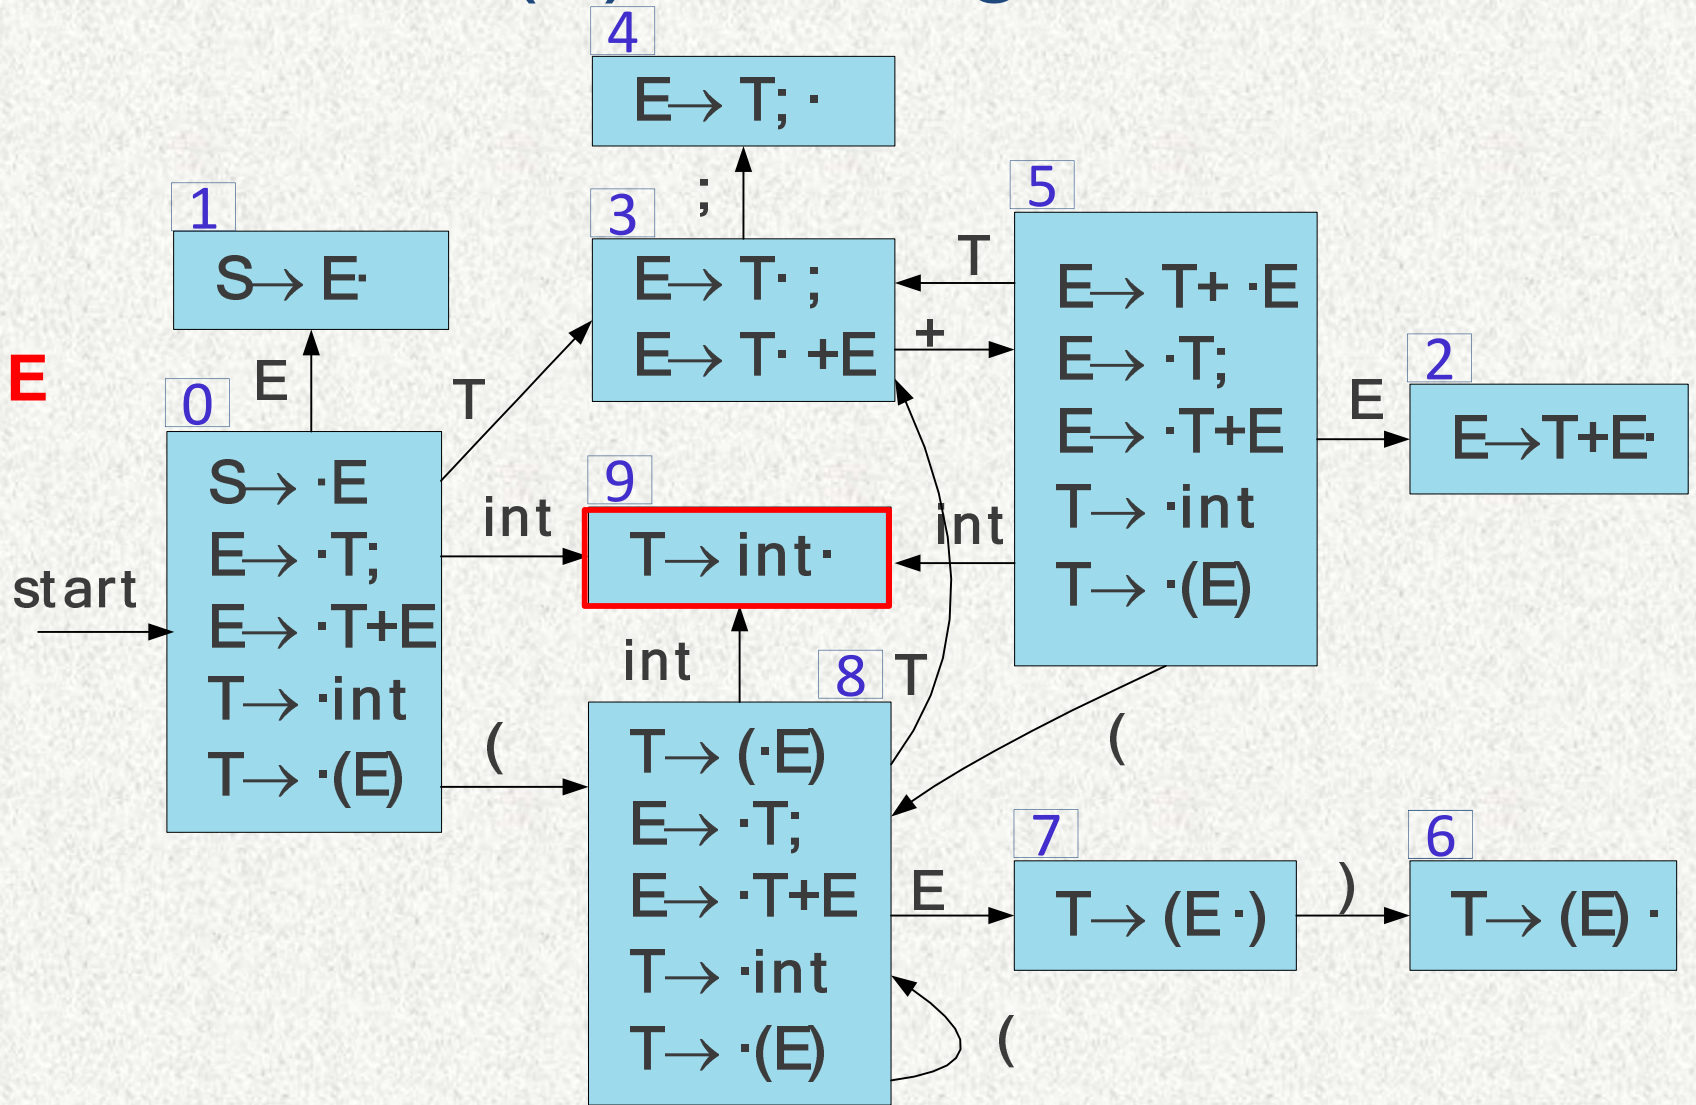 4
E→ T; ·
1
S→ E·
;
3
E→ T· ;
E→ T· +E
T
+
5
E→ T+ ·E
E→ ·T;
E→ ·T+E
T→ ·int
T→ ·(E)
E
2
E→T+E·
E
start
0
E
T
S→ ·E
E→ ·T;
E→ ·T+E
T→ ·int
T→ ·(E)
int
9
T→ int·
int
int
8
T
(
(
T→ (·E)
E→ ·T;
E→ ·T+E
T→ ·int
T→ ·(E)
E
7
T→ (E ·)
)
6
T→ (E) ·
(